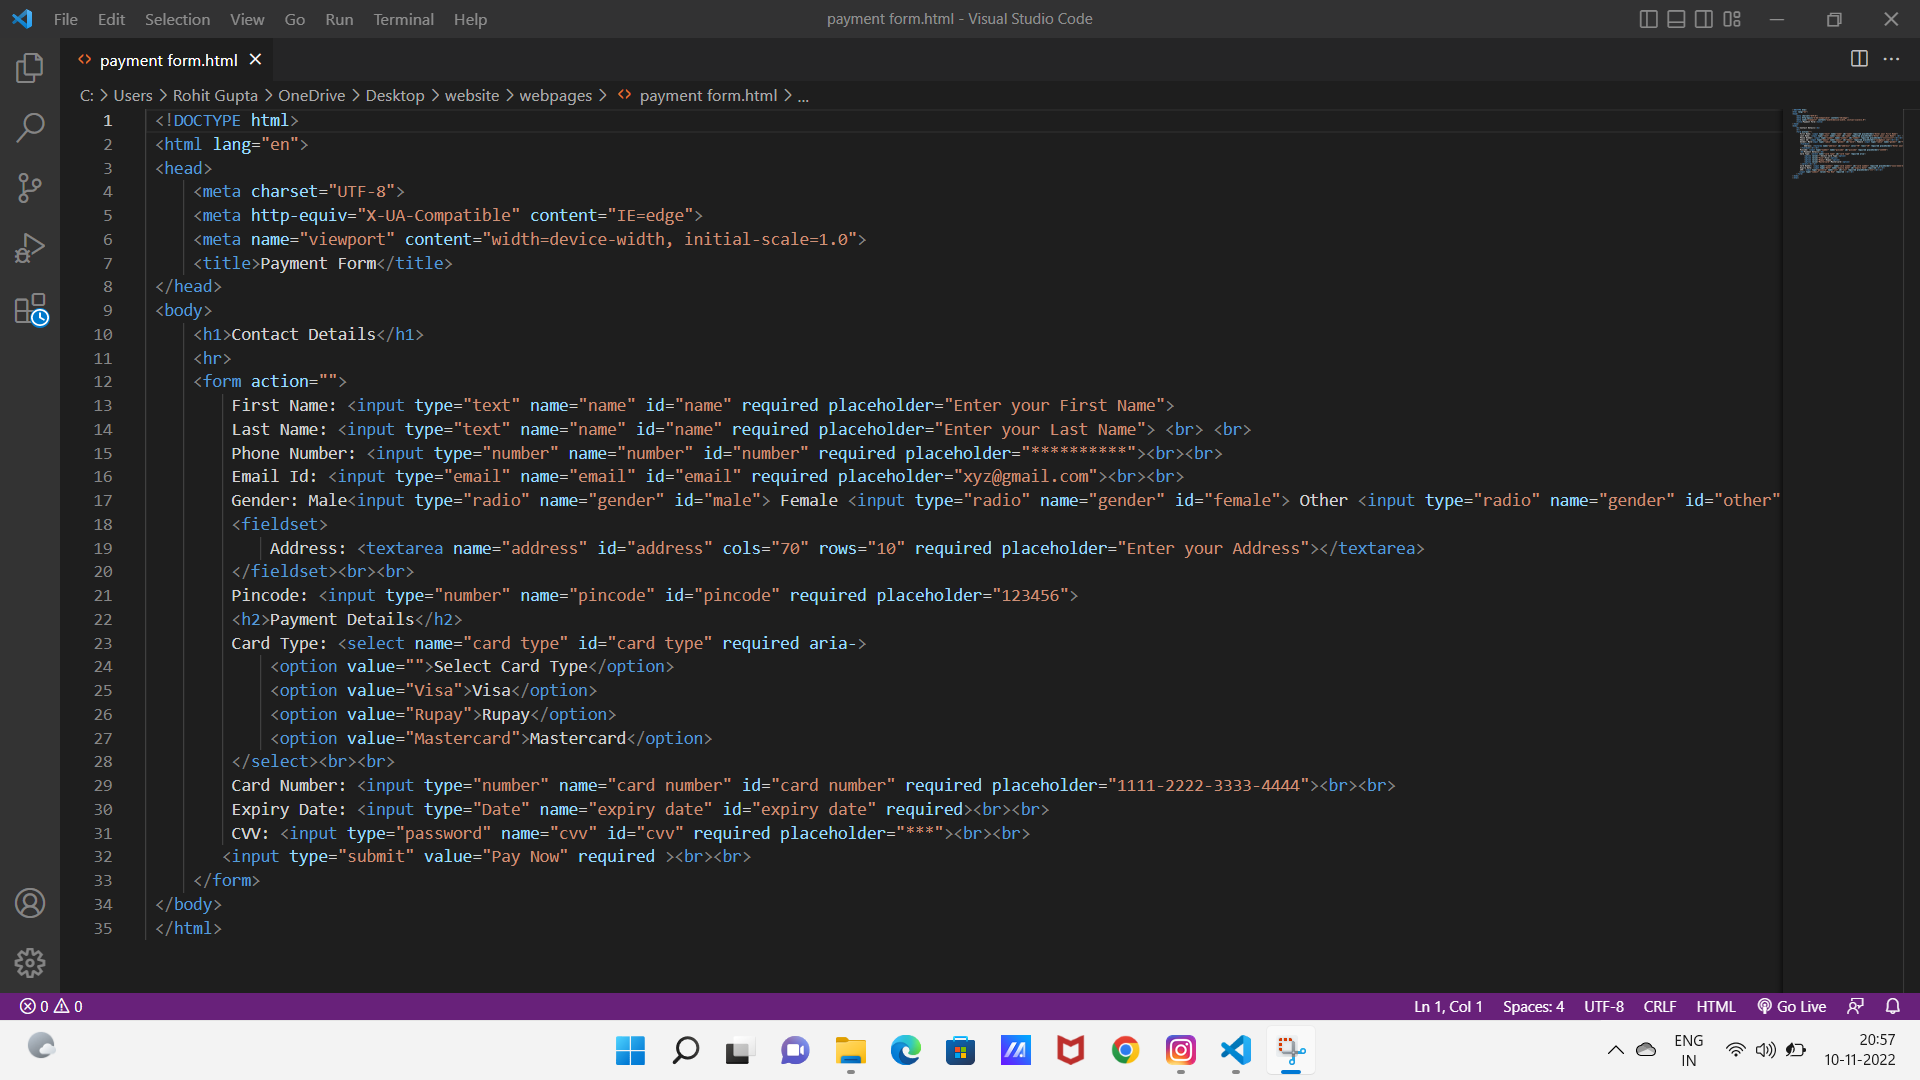 File Edit Selection View Go Run Terminal Help payment form.html - Visual Studio Code
payment form.html
C: > Users > Rohit Gupta > OneDrive > Desktop > website > webpages > payment form.html > ...
1 <!DOCTYPE html>
2 <html lang="en">
3 <head>
4 <meta charset="UTF-8">
5 <meta http-equiv="X-UA-Compatible" content="IE=edge">
6 <meta name="viewport" content="width=device-width, initial-scale=1.0">
7 <title>Payment Form</title>
8 </head>
9 <body>
10 <h1>Contact Details</h1>
11 <hr>
12 <form action="">
13 First Name: <input type="text" name="name" id="name" required placeholder="Enter your First Name">
14 Last Name: <input type="text" name="name" id="name" required placeholder="Enter your Last Name"> <br> <br>
15 Phone Number: <input type="number" name="number" id="number" required placeholder="**********"><br><br>
16 Email Id: <input type="email" name="email" id="email" required placeholder="xyz@gmail.com"><br><br>
17 Gender: Male<input type="radio" name="gender" id="male"> Female <input type="radio" name="gender" id="female"> Other <input type="radio" name="gender" id="other"
18 <fieldset>
19 Address: <textarea name="address" id="address" cols="70" rows="10" required placeholder="Enter your Address"></textarea>
20 </fieldset><br><br>
21 Pincode: <input type="number" name="pincode" id="pincode" required placeholder="123456">
22 <h2>Payment Details</h2>
23 Card Type: <select name="card type" id="card type" required aria->
24 <option value="">Select Card Type</option>
25 <option value="Visa">Visa</option>
26 <option value="Rupay">Rupay</option>
27 <option value="Mastercard">Mastercard</option>
28 </select><br><br>
29 Card Number: <input type="number" name="card number" id="card number" required placeholder="1111-2222-3333-4444"><br><br>
30 Expiry Date: <input type="Date" name="expiry date" id="expiry date" required><br><br>
31 CVV: <input type="password" name="cvv" id="cvv" required placeholder="***"><br><br>
32 <input type="submit" value="Pay Now" required ><br><br>
33 </form>
34 </body>
35 </html>
0 0 Ln 1, Col 1 Spaces: 4 UTF-8 CRLF HTML Go Live
ENG 20:57
IN 10-11-2022